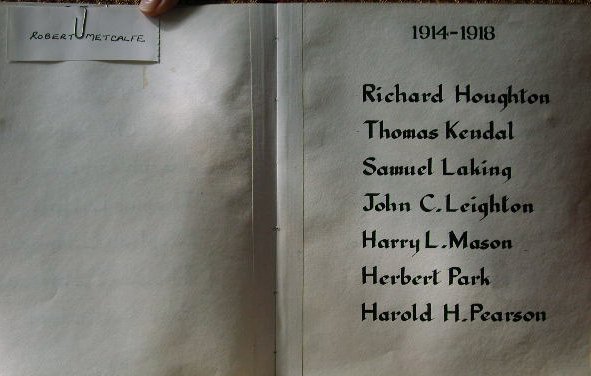 ROBERT METCALFE
1914-1918
Richard Houghton
Thomas Kendal
Samuel Laking
John C. Leighton
Harry L. Mason
Herbert Park
Harold H. Pearson